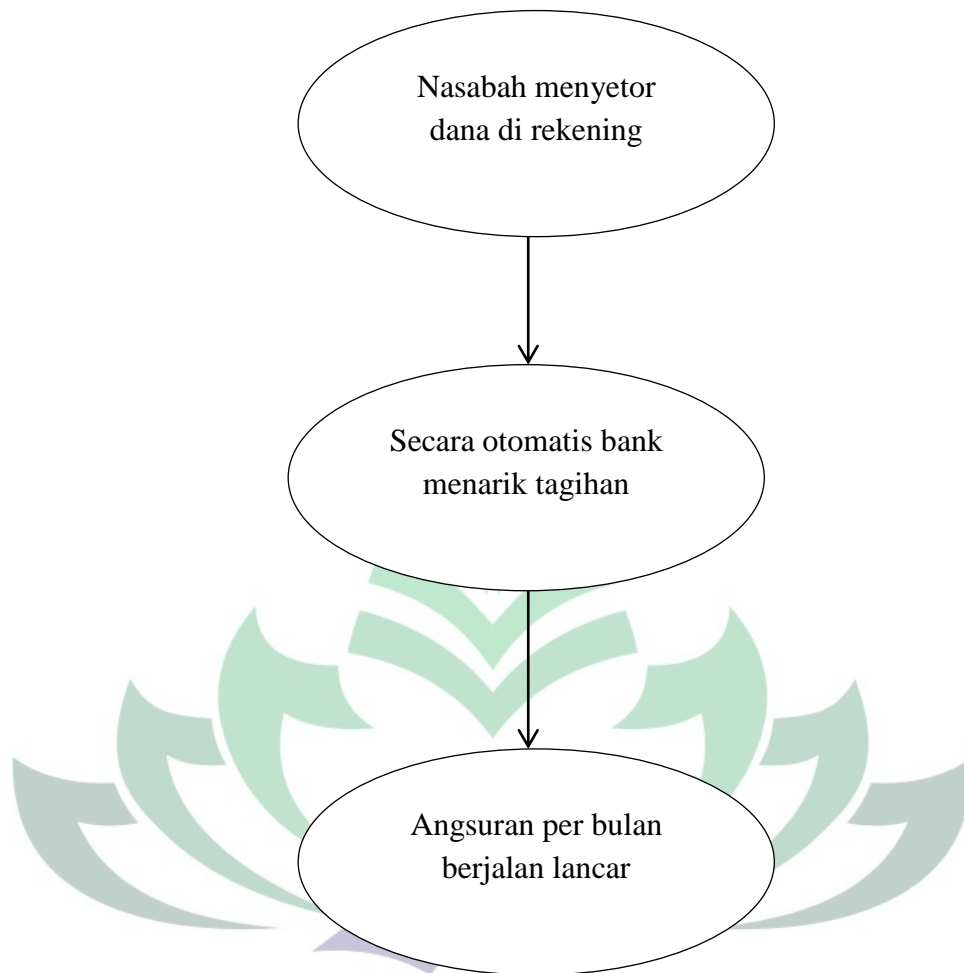 Nasabah menyetor
dana di rekening
Secara otomatis bank
menarik tagihan
Angsuran per bulan
berjalan lancar